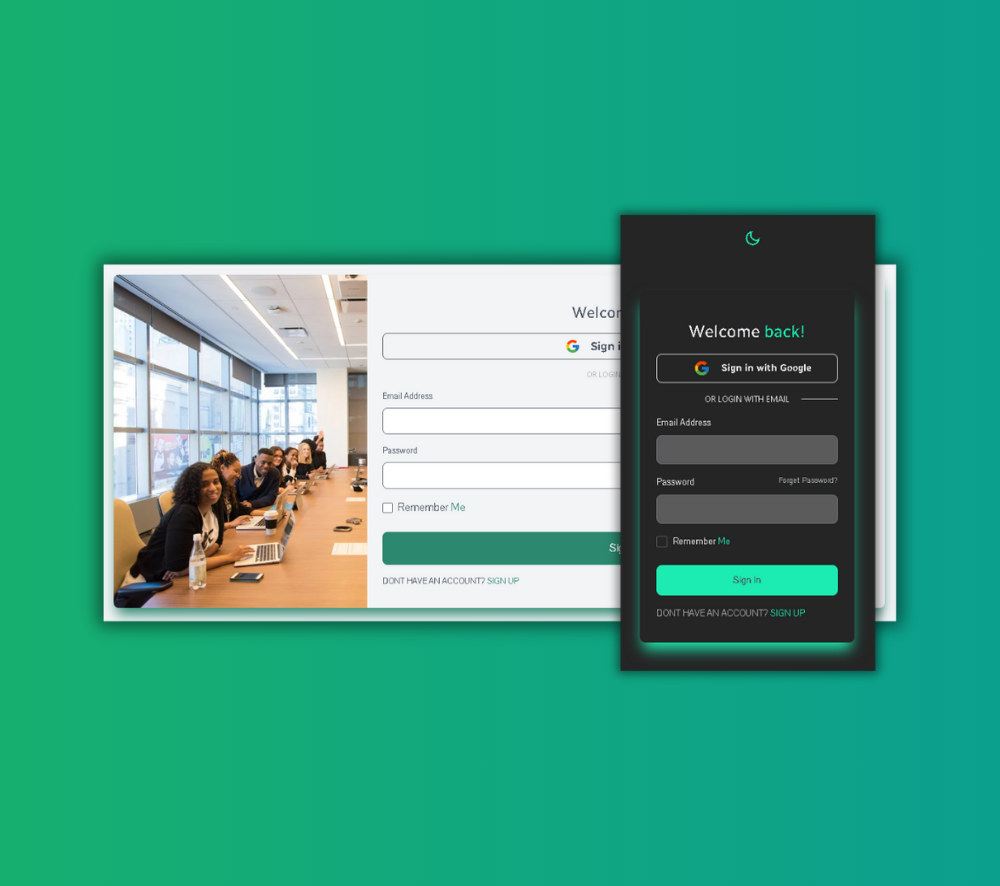 Welcom
Sign i
OR LOGIN
Email Address
Password
Remember Me
Sig
DONT HAVE AN ACCOUNT? SIGN UP
Welcome back!
G Sign in with Google
OR LOGIN WITH EMAIL
Email Address
Password Forget Password?
Remember Me
Sign In
DONT HAVE AN ACCOUNT? SIGN UP